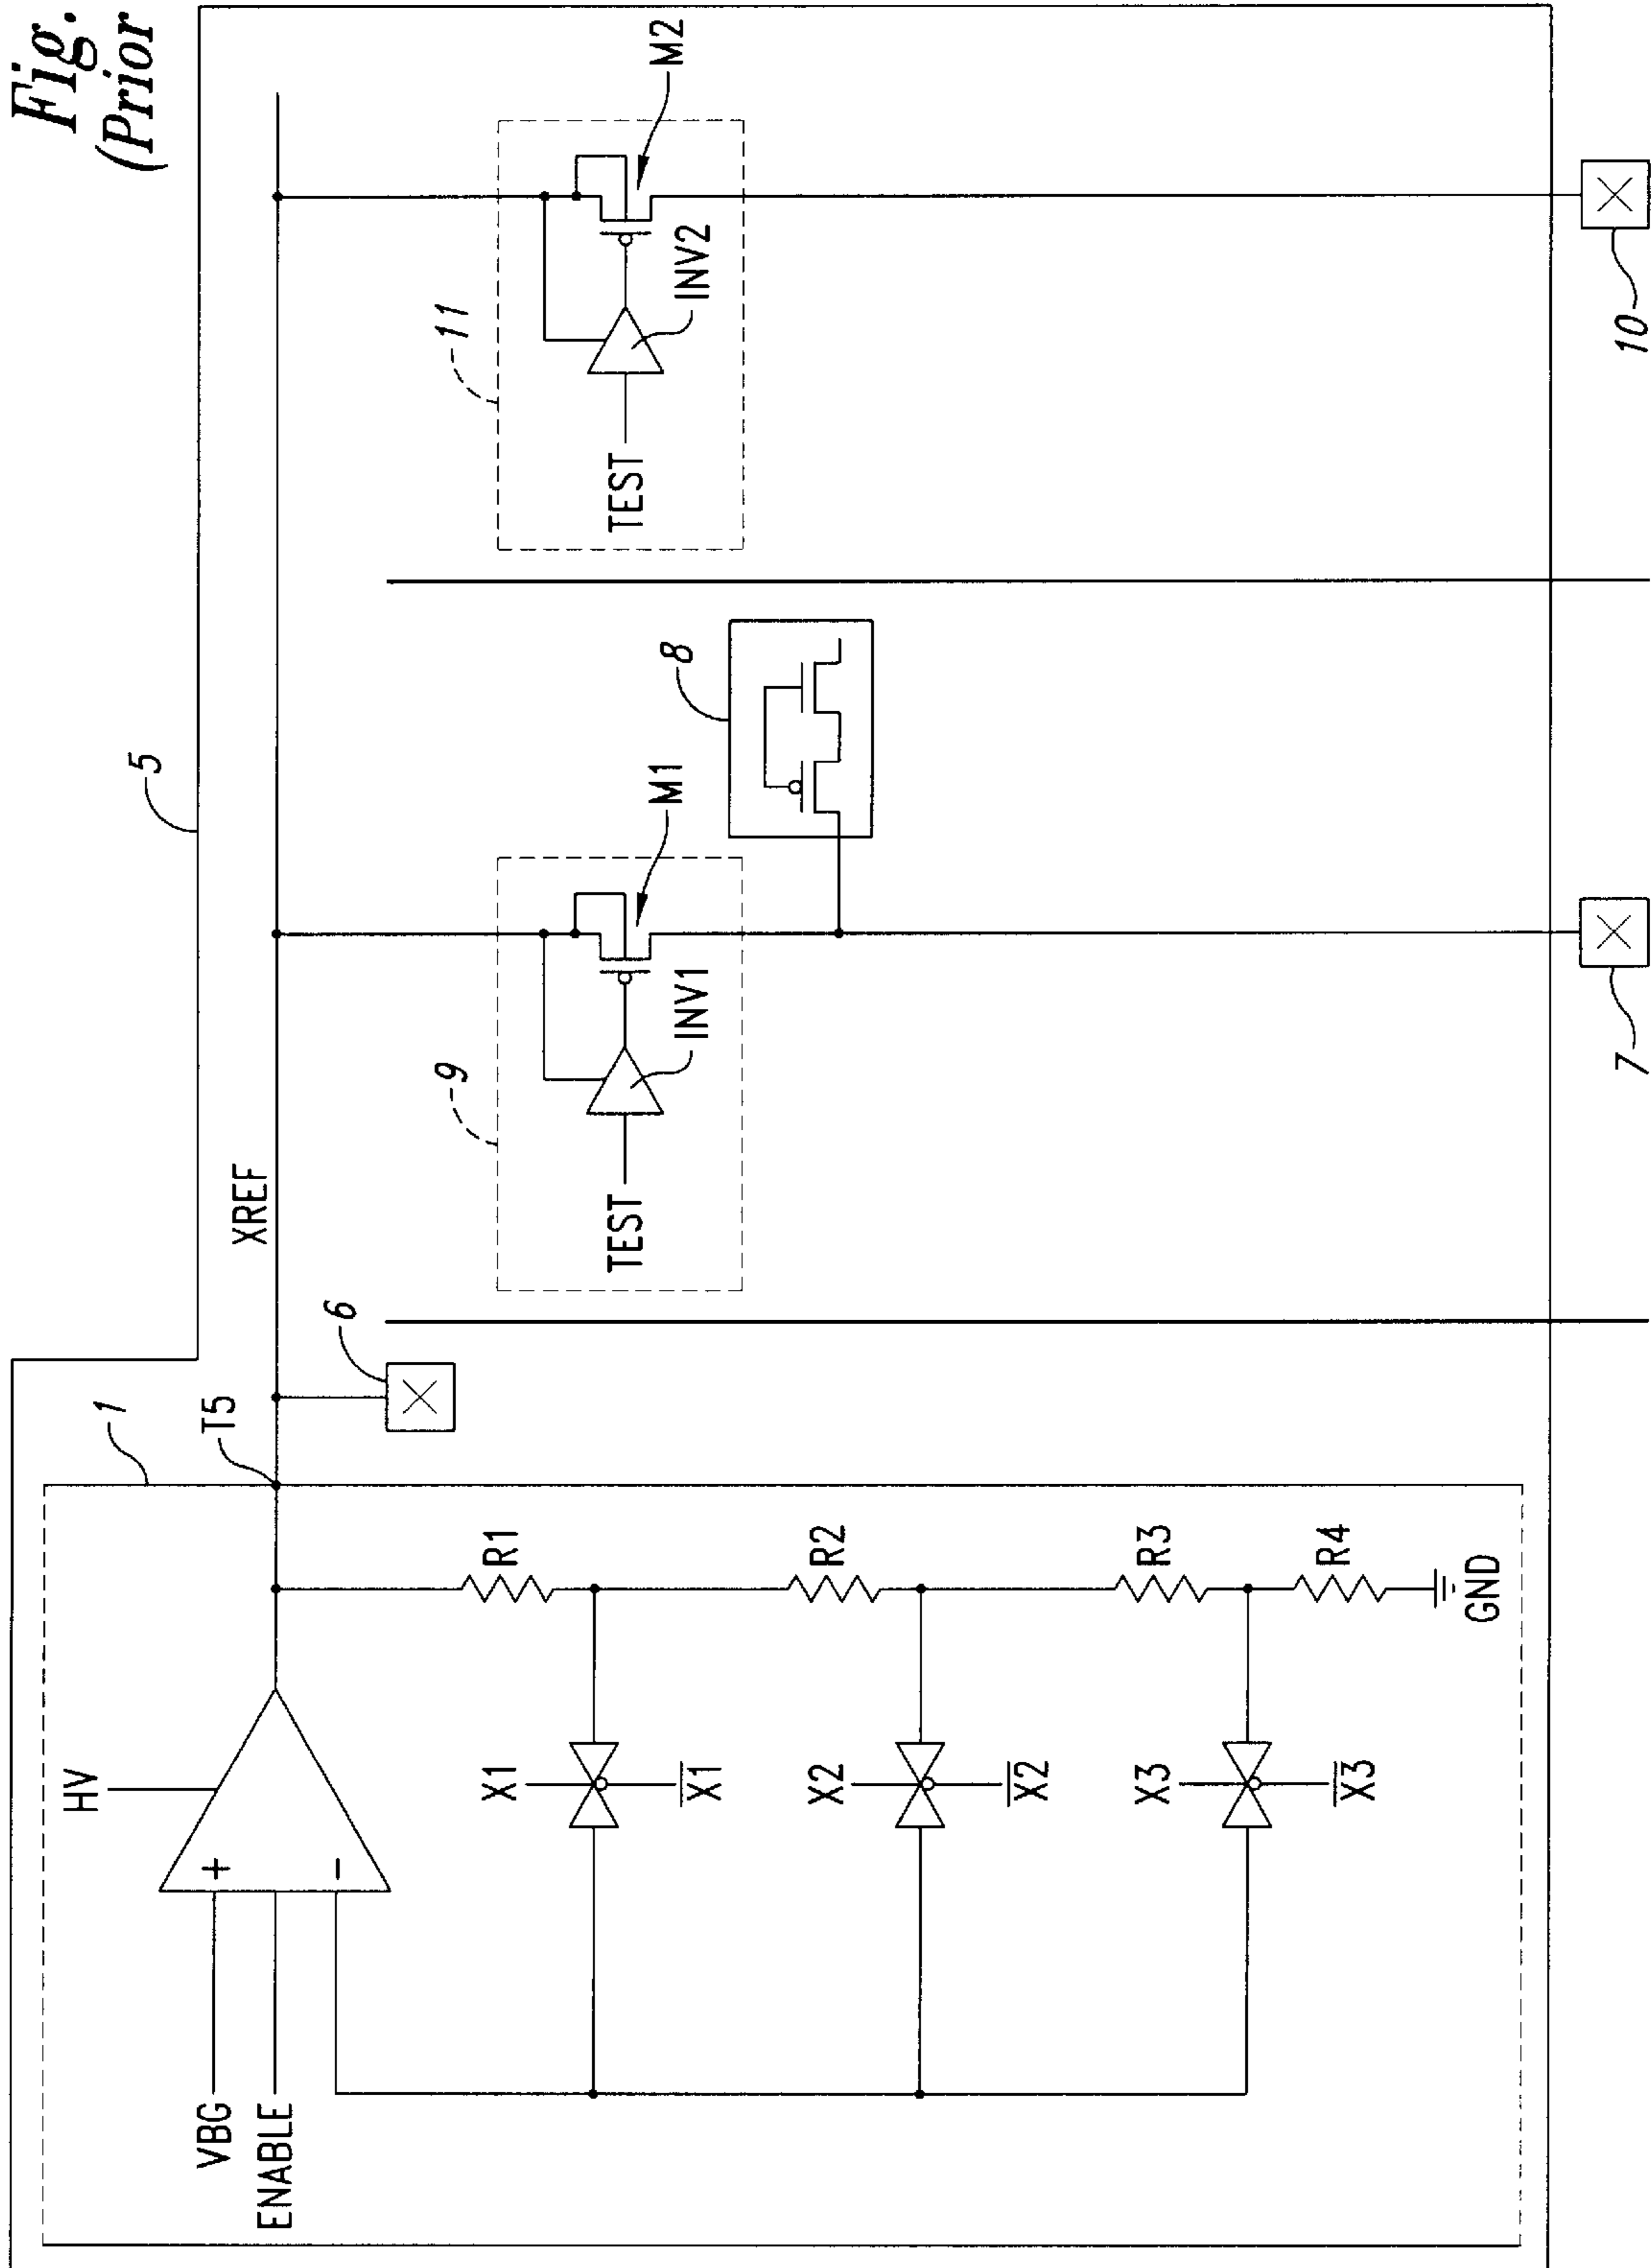 Fig.
(Prior
5
XREF
HV
VBG
ENABLE
+
-
1
T5
6
R1
X1
X1
R2
X2
X2
R3
X3
X3
R4
GND
9
TEST
INV1
M1
8
7
11
TEST
INV2
M2
10